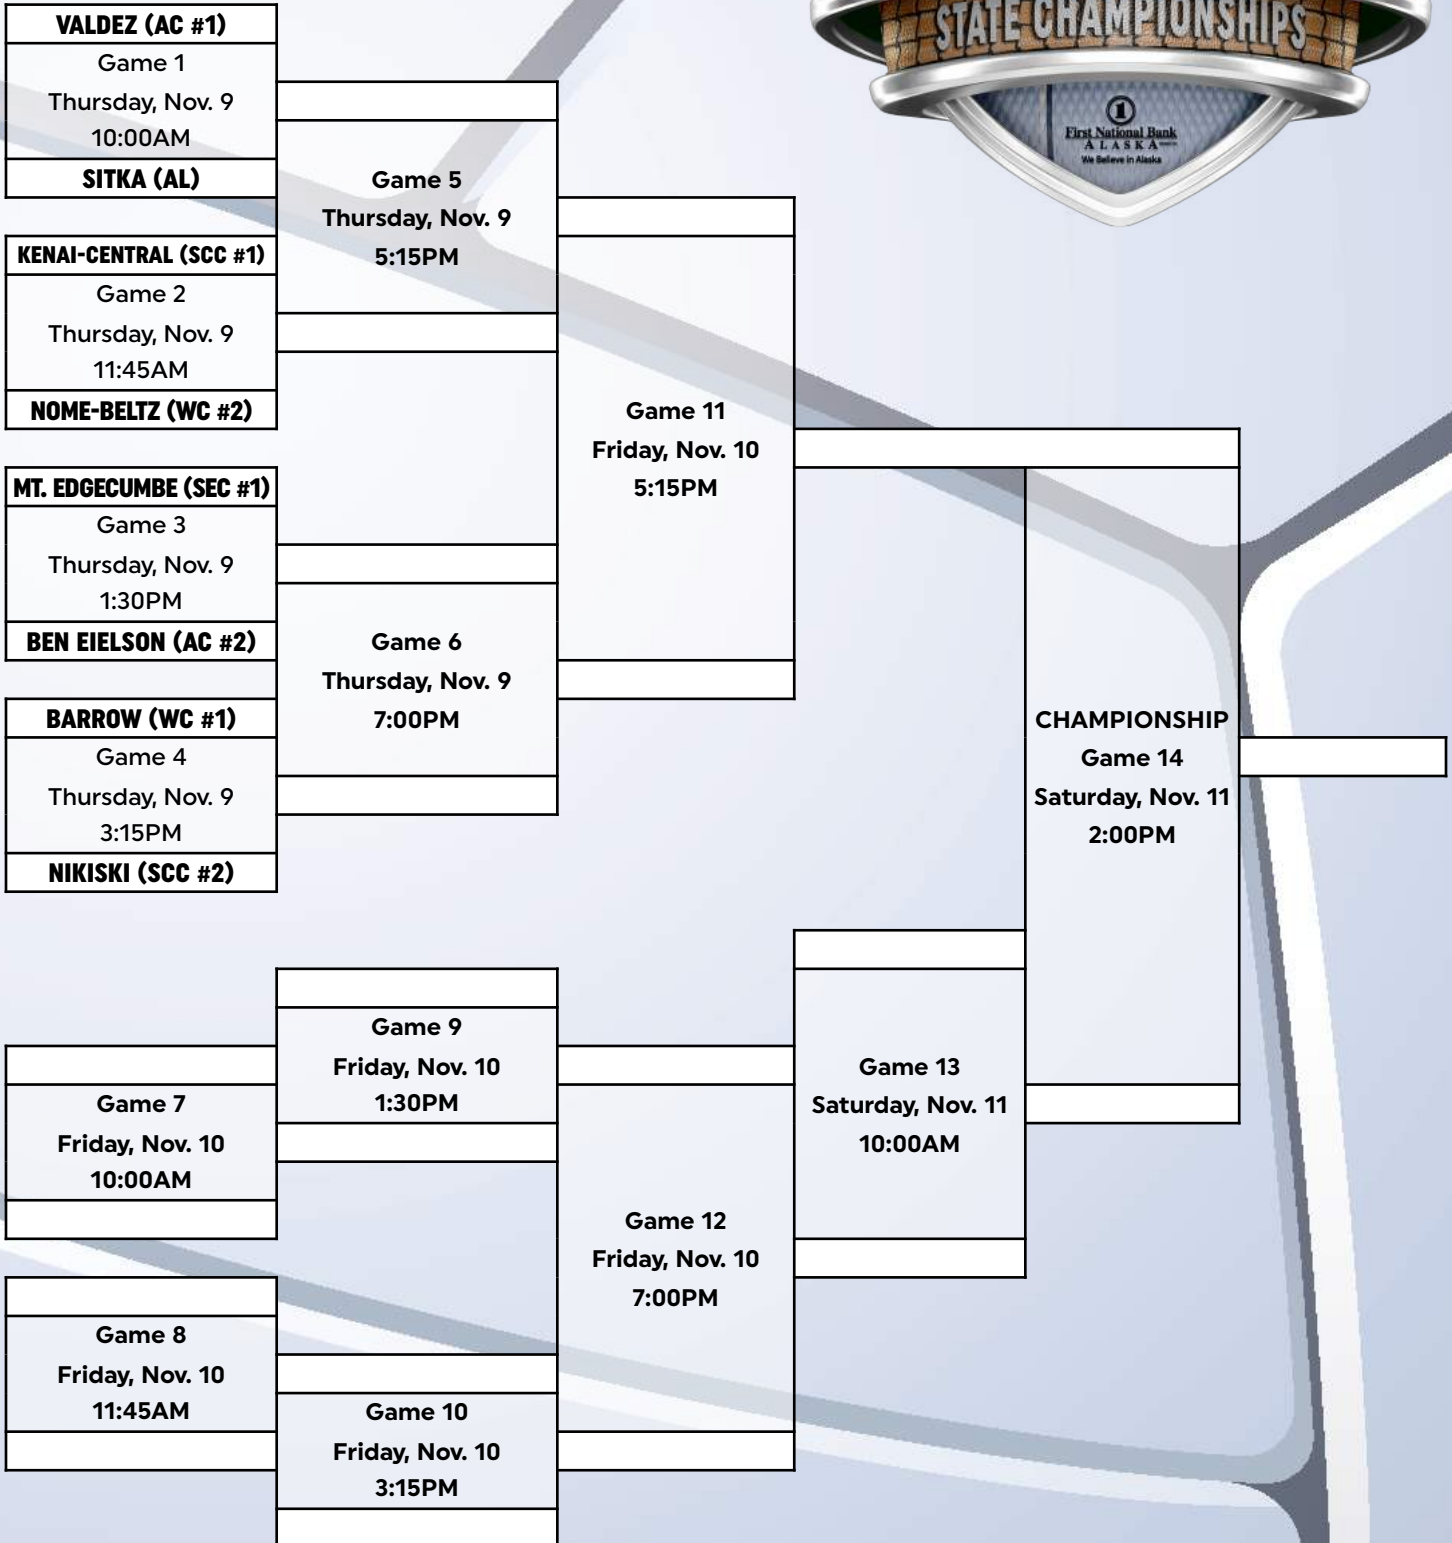 STATE CHAMPIONSHIPS
1
First National Bank
ALASKA
We Believe in Alaska
VALDEZ (AC #1)
Game 1
Thursday, Nov. 9
10:00AM
SITKA (AL)
KENAI-CENTRAL (SCC #1)
Game 2
Thursday, Nov. 9
11:45AM
NOME-BELTZ (WC #2)
MT. EDGECUMBE (SEC #1)
Game 3
Thursday, Nov. 9
1:30PM
BEN EIELSON (AC #2)
BARROW (WC #1)
Game 4
Thursday, Nov. 9
3:15PM
NIKISKI (SCC #2)
Game 5
Thursday, Nov. 9
5:15PM
Game 6
Thursday, Nov. 9
7:00PM
Game 11
Friday, Nov. 10
5:15PM
CHAMPIONSHIP
Game 14
Saturday, Nov. 11
2:00PM
Game 7
Friday, Nov. 10
10:00AM
Game 8
Friday, Nov. 10
11:45AM
Game 9
Friday, Nov. 10
1:30PM
Game 10
Friday, Nov. 10
3:15PM
Game 12
Friday, Nov. 10
7:00PM
Game 13
Saturday, Nov. 11
10:00AM